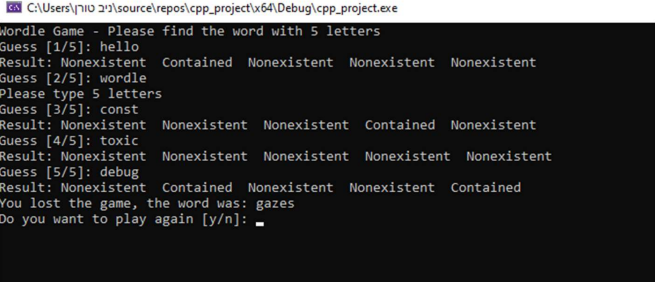 C:\Users\ניב טורן\source\repos\cpp_project\x64\Debug\cpp_project.exe
Wordle Game - Please find the word with 5 letters
Guess [1/5]: hello
Result: Nonexistent  Contained  Nonexistent  Nonexistent  Nonexistent
Guess [2/5]: wordle
Please type 5 letters
Guess [3/5]: const
Result: Nonexistent  Nonexistent  Nonexistent  Contained  Nonexistent
Guess [4/5]: toxic
Result: Nonexistent  Nonexistent  Nonexistent  Nonexistent  Nonexistent
Guess [5/5]: debug
Result: Nonexistent  Contained  Nonexistent  Nonexistent  Contained
You lost the game, the word was: gazes
Do you want to play again [y/n]: